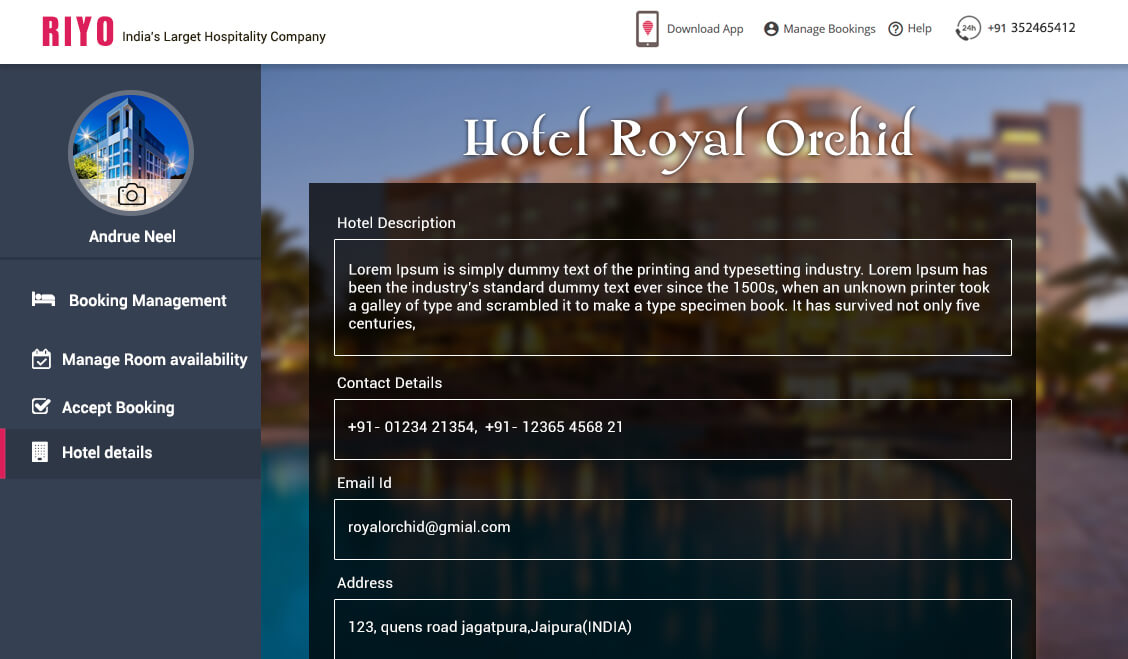 RIYO India's Larget Hospitality Company
Download App
Manage Bookings
Help
24h +91 352465412
Andrue Neel
Booking Management
Manage Room availability
Accept Booking
Hotel details
Hotel Royal Orchid
Hotel Description
Lorem Ipsum is simply dummy text of the printing and typesetting industry. Lorem Ipsum has
been the industry's standard dummy text ever since the 1500s, when an unknown printer took
a galley of type and scrambled it to make a type specimen book. It has survived not only five
centuries,
Contact Details
+91- 01234 21354, +91- 12365 4568 21
Email Id
royalorchid@gmial.com
Address
123, quens road jagatpura,Jaipura(INDIA)